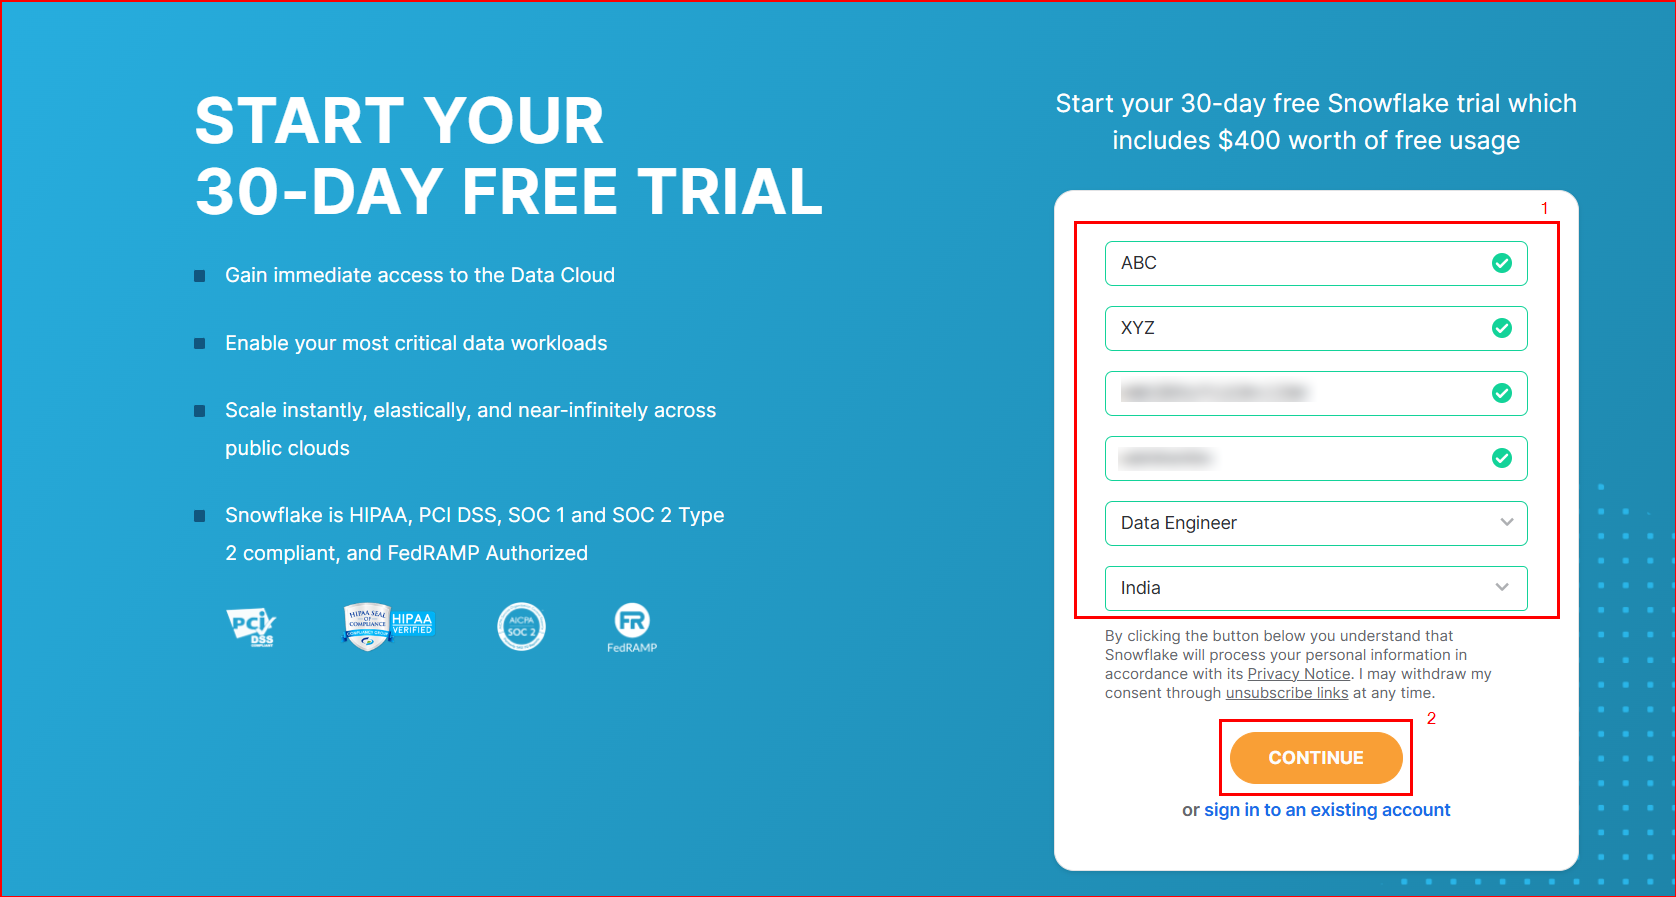 START YOUR
30-DAY FREE TRIAL
Gain immediate access to the Data Cloud
Enable your most critical data workloads
Scale instantly, elastically, and near-infinitely across
public clouds
Snowflake is HIPAA, PCI DSS, SOC 1 and SOC 2 Type
2 compliant, and FedRAMP Authorized
PCI
DSS
COMPLIANT
HIPAA SEAL
OF
COMPLIANCE
COMPLIANCY GROUP
HIPAA
VERIFIED
AICPA
SOC 2
FR
FedRAMP
Start your 30-day free Snowflake trial which
includes $400 worth of free usage
1
ABC
XYZ
Data Engineer
India
By clicking the button below you understand that
Snowflake will process your personal information in
accordance with its Privacy Notice. I may withdraw my
consent through unsubscribe links at any time.
2
CONTINUE
or sign in to an existing account